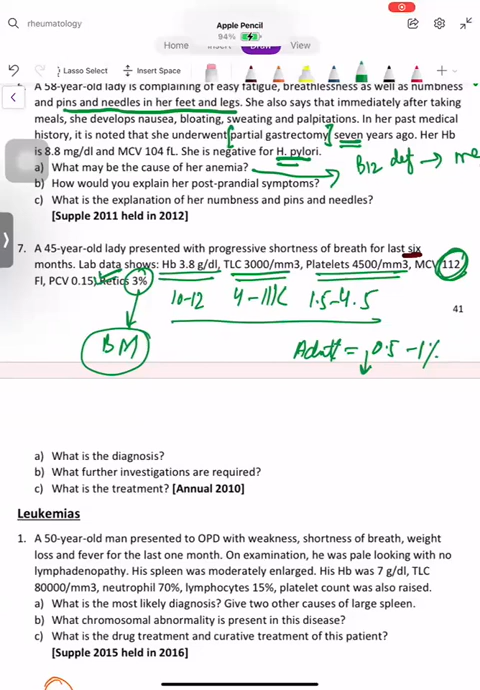 rheumatology
Apple Pencil
94%
Home
Insert
Draw
View
Lasso Select
Insert Space
A 58-year-old lady is complaining of easy fatigue, breathlessness as well as numbness
and pins and needles in her feet and legs. She also says that immediately after taking
meals, she develops nausea, bloating, sweating and palpitations. In her past medical
history, it is noted that she underwent partial gastrectomy seven years ago. Her Hb
is 8.8 mg/dl and MCV 104 fL. She is negative for H. pylori.
a) What may be the cause of her anemia?
B12 def → me
b) How would you explain her post-prandial symptoms?
c) What is the explanation of her numbness and pins and needles?
[Supple 2011 held in 2012]
7. A 45-year-old lady presented with progressive shortness of breath for last six
months. Lab data shows: Hb 3.8 g/dl, TLC 3000/mm3, Platelets 4500/mm3, MCV 112
Fl, PCV 0.15) Retics 3%
10-12 4-11K 1.5-4.5
41
BM
Adult = 0.5-1%
a) What is the diagnosis?
b) What further investigations are required?
c) What is the treatment? [Annual 2010]
Leukemias
1. A 50-year-old man presented to OPD with weakness, shortness of breath, weight
loss and fever for the last one month. On examination, he was pale looking with no
lymphadenopathy. His spleen was moderately enlarged. His Hb was 7 g/dl, TLC
80000/mm3, neutrophil 70%, lymphocytes 15%, platelet count was also raised.
a) What is the most likely diagnosis? Give two other causes of large spleen.
b) What chromosomal abnormality is present in this disease?
c) What is the drug treatment and curative treatment of this patient?
[Supple 2015 held in 2016]